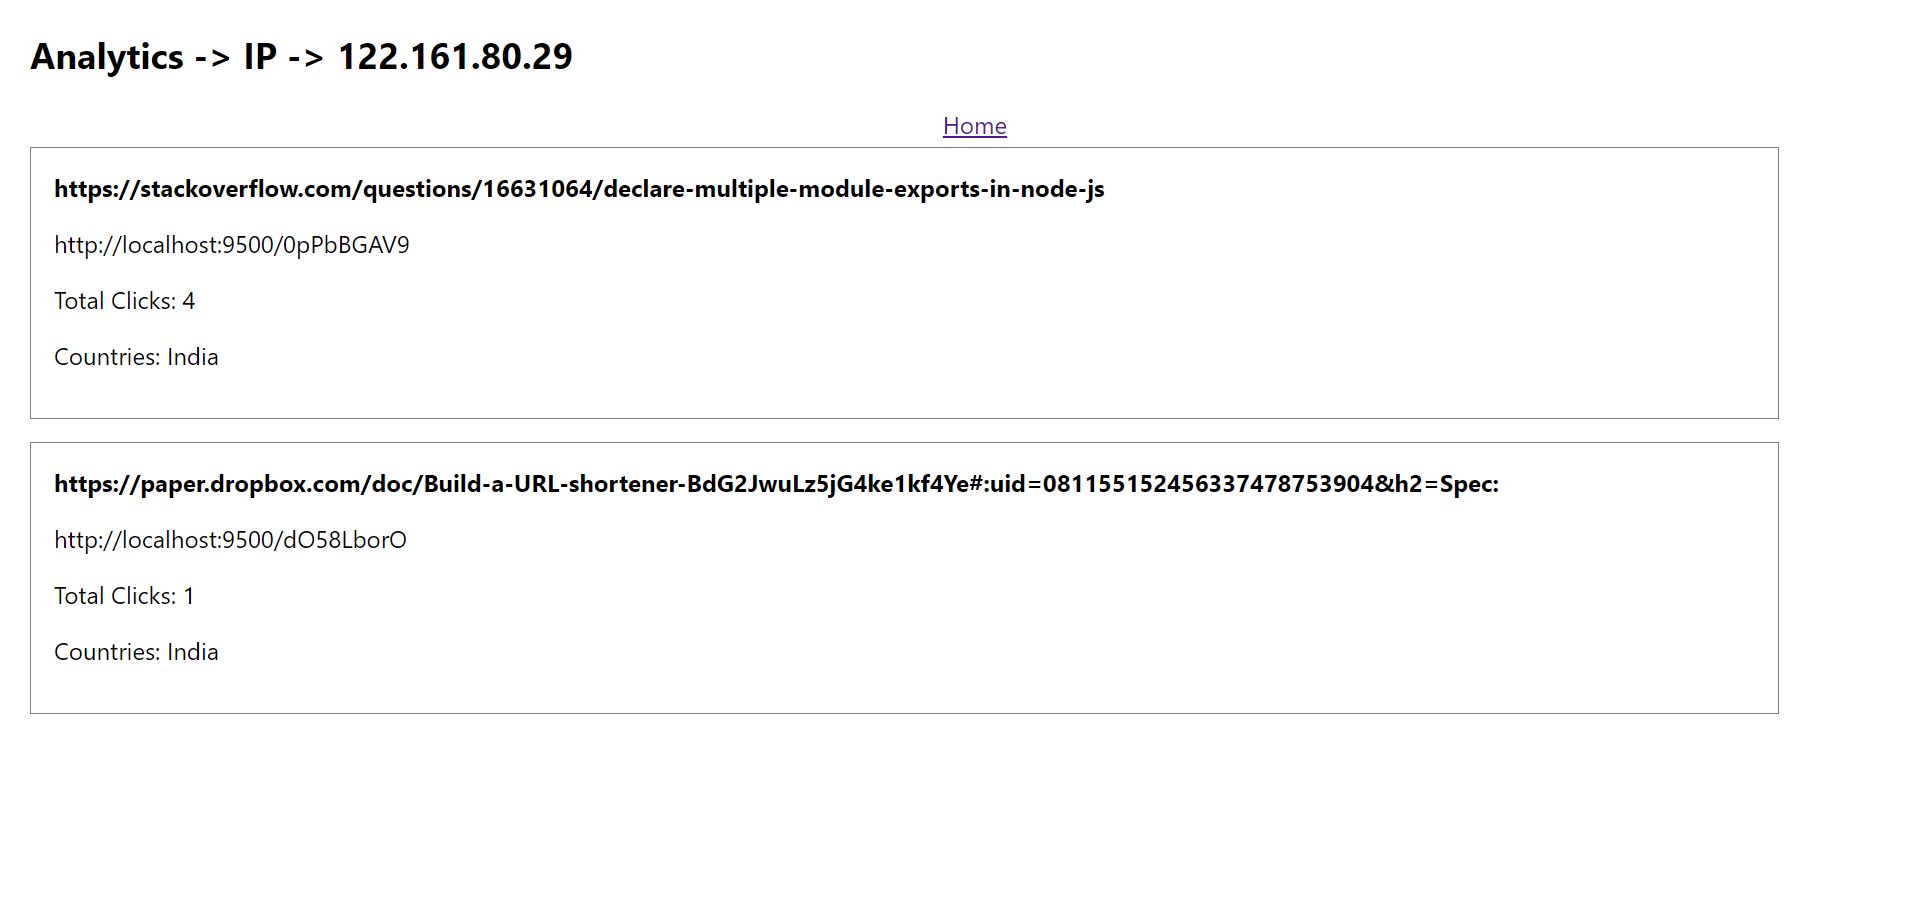 Analytics -> IP -> 122.161.80.29
Home
https://stackoverflow.com/questions/16631064/declare-multiple-module-exports-in-node-js
http://localhost:9500/0pPbBGAV9
Total Clicks: 4
Countries: India
https://paper.dropbox.com/doc/Build-a-URL-shortener-BdG2JwuLz5jG4ke1kf4Ye#:uid=081155152456337478753904&h2=Spec:
http://localhost:9500/dO58LborO
Total Clicks: 1
Countries: India